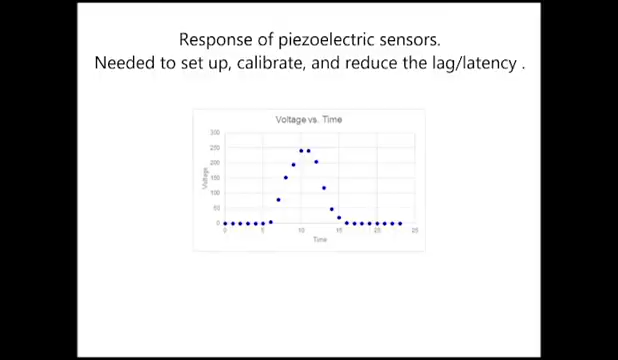 Response of piezoelectric sensors.
Needed to set up, calibrate, and reduce the lag/latency .
Voltage vs. Time
300
250
200
150
100
50
0
Voltage
0 5 10 15 20 25
Time